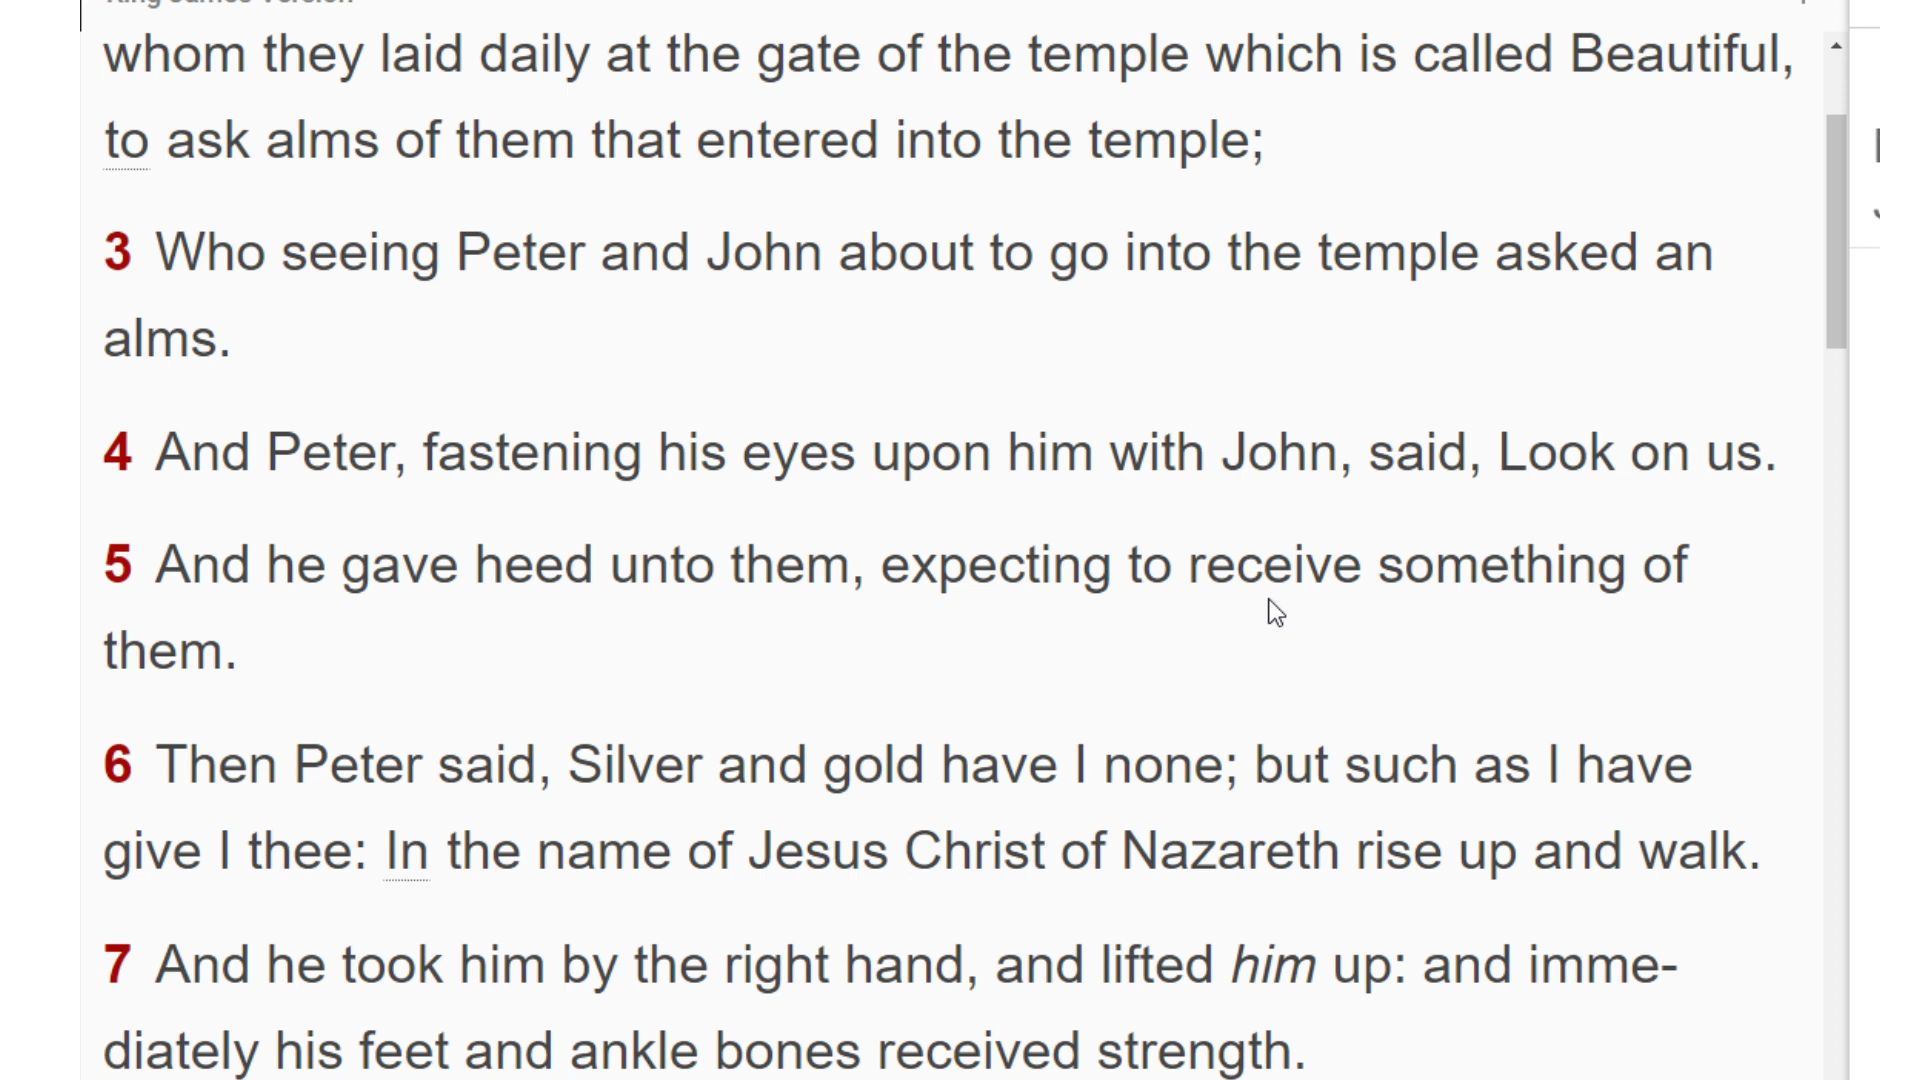 King James Version
whom they laid daily at the gate of the temple which is called Beautiful,
to ask alms of them that entered into the temple;
3 Who seeing Peter and John about to go into the temple asked an
alms.
4 And Peter, fastening his eyes upon him with John, said, Look on us.
5 And he gave heed unto them, expecting to receive something of
them.
6 Then Peter said, Silver and gold have I none; but such as I have
give I thee: In the name of Jesus Christ of Nazareth rise up and walk.
7 And he took him by the right hand, and lifted him up: and imme-
diately his feet and ankle bones received strength.